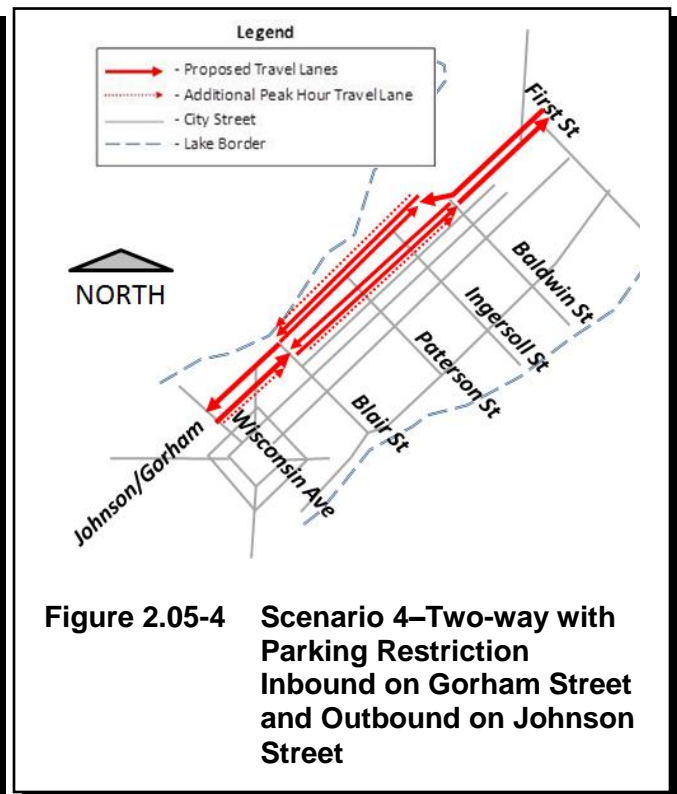 Legend
- Proposed Travel Lanes
- Additional Peak Hour Travel Lane
- City Street
- Lake Border
First St
NORTH
Baldwin St
Ingersoll St
Paterson St
Blair St
Wisconsin Ave
Johnson/Gorham
Figure 2.05-4 Scenario 4–Two-way with
Parking Restriction
Inbound on Gorham Street
and Outbound on Johnson
Street